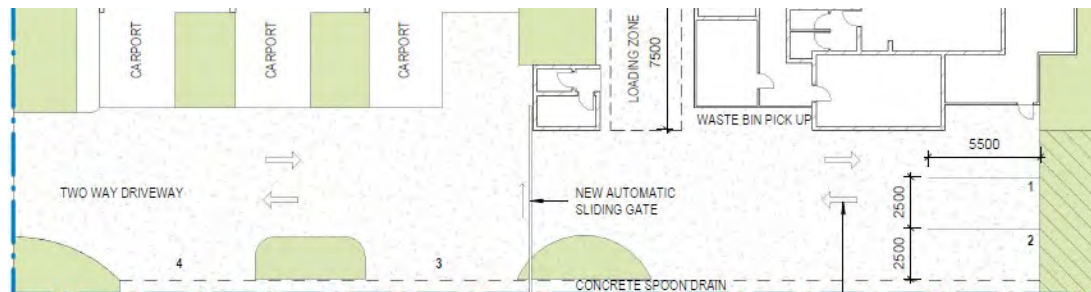 CARPORT
CARPORT
CARPORT
LOADING ZONE
7500
WASTE BIN PICK UP
5500
TWO WAY DRIVEWAY
NEW AUTOMATIC
SLIDING GATE
2500
1
2500
2
4
3
CONCRETE SPOON DRAIN